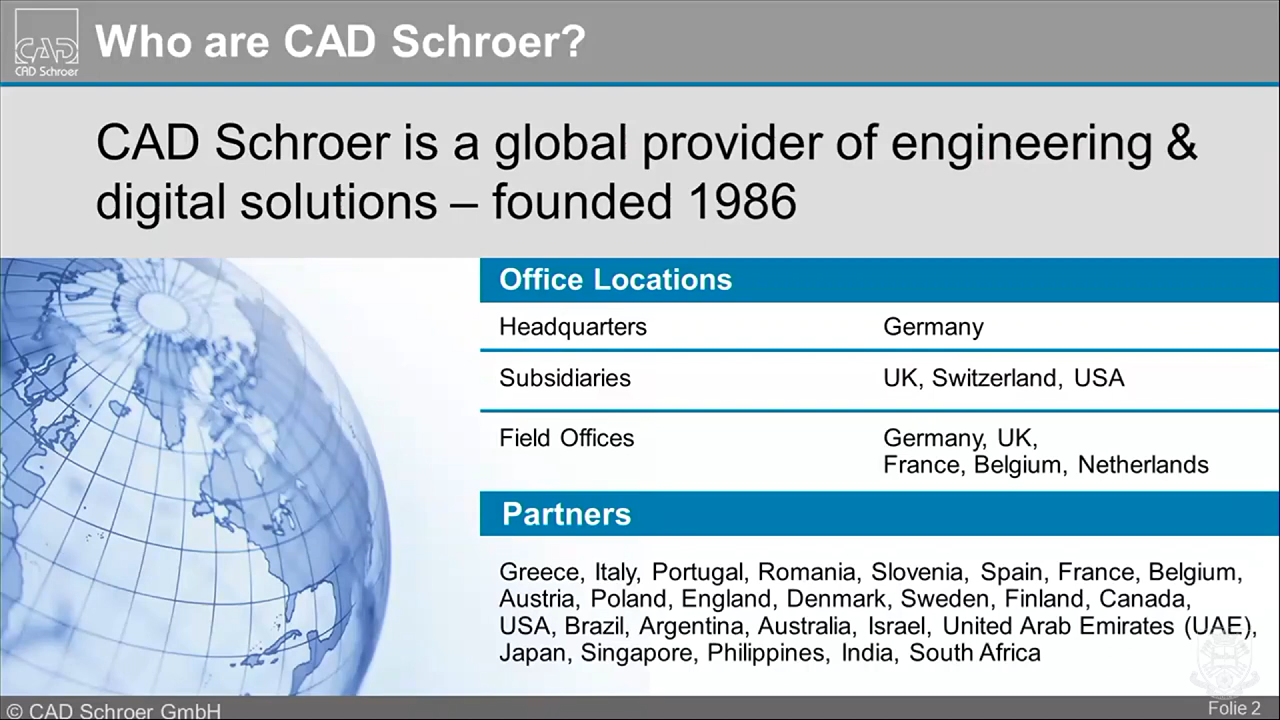 CAD
CAD Schroer
Who are CAD Schroer?
CAD Schroer is a global provider of engineering &
digital solutions – founded 1986
Office Locations
Headquarters Germany
Subsidiaries UK, Switzerland, USA
Field Offices Germany, UK,
France, Belgium, Netherlands
Partners
Greece, Italy, Portugal, Romania, Slovenia, Spain, France, Belgium,
Austria, Poland, England, Denmark, Sweden, Finland, Canada,
USA, Brazil, Argentina, Australia, Israel, United Arab Emirates (UAE),
Japan, Singapore, Philippines, India, South Africa
© CAD Schroer GmbH
Folie 2